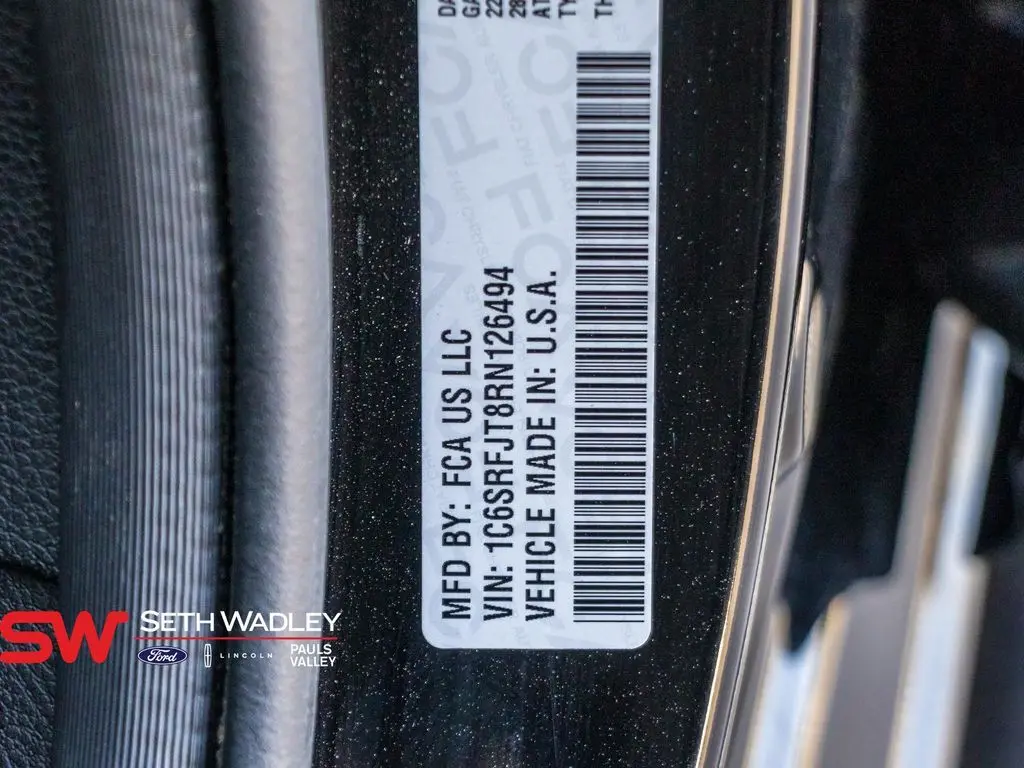 MFD BY: FCA US LLC
VIN: 1C6SRFJT8RN126494
VEHICLE MADE IN: U.S.A.
SW
SETH WADLEY
Ford
LINCOLN
PAULS
VALLEY